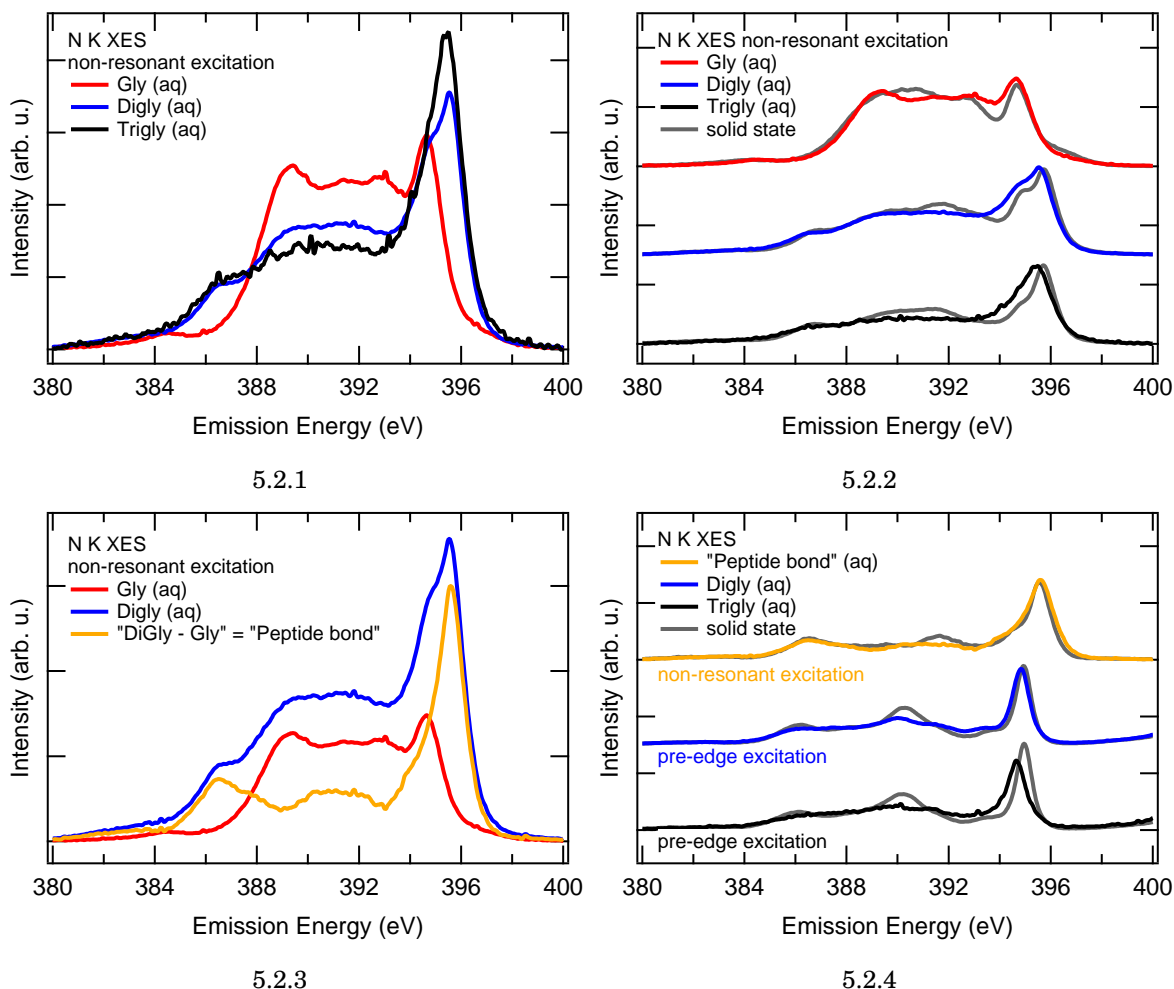 N K XES
non-resonant excitation
Gly (aq)
Digly (aq)
Trigly (aq)
Intensity (arb. u.)
380 384 388 392 396 400
Emission Energy (eV)
5.2.1
N K XES non-resonant excitation
Gly (aq)
Digly (aq)
Trigly (aq)
solid state
Intensity (arb. u.)
380 384 388 392 396 400
Emission Energy (eV)
5.2.2
N K XES
non-resonant excitation
Gly (aq)
Digly (aq)
"DiGly - Gly" = "Peptide bond"
Intensity (arb. u.)
380 384 388 392 396 400
Emission Energy (eV)
5.2.3
N K XES
"Peptide bond" (aq)
Digly (aq)
Trigly (aq)
solid state
non-resonant excitation
pre-edge excitation
pre-edge excitation
Intensity (arb. u.)
380 384 388 392 396 400
Emission Energy (eV)
5.2.4